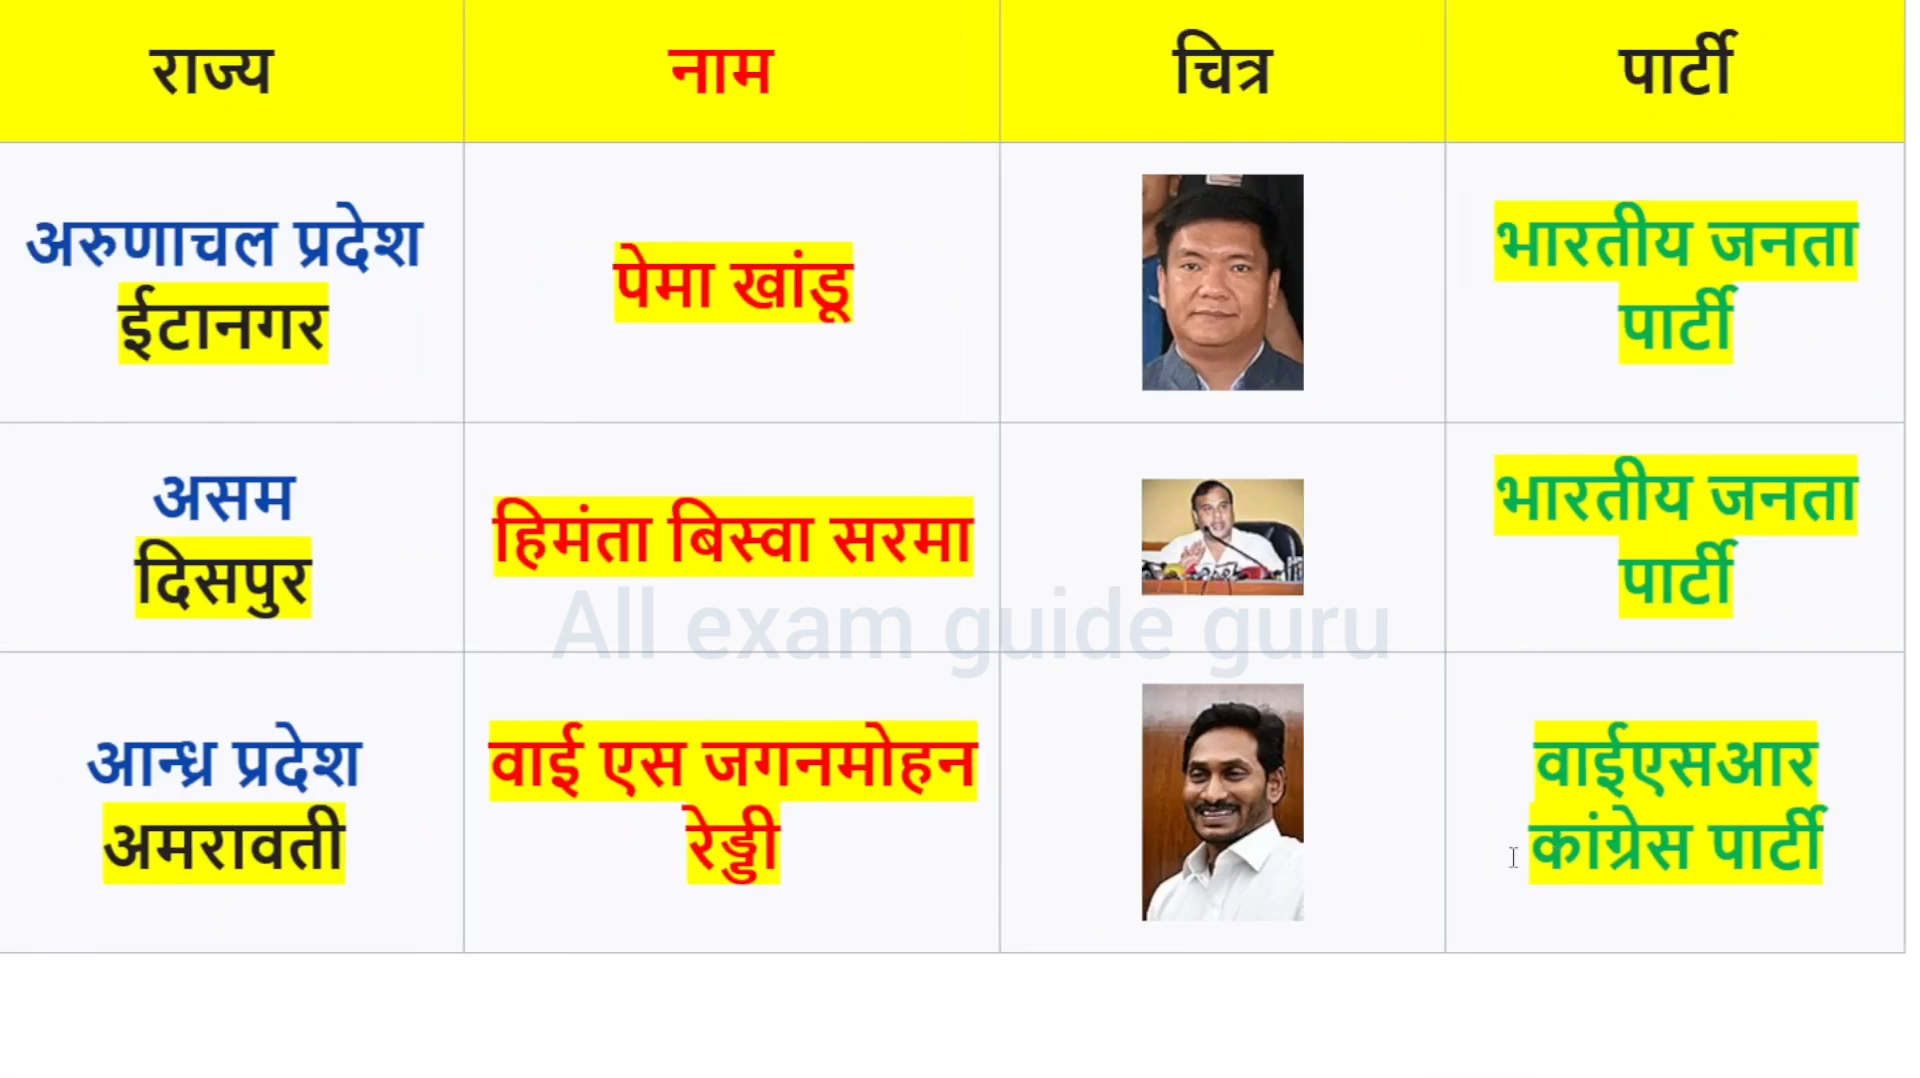 राज्य नाम चित्र पार्टी
अरुणाचल प्रदेश
ईटानगर
पेमा खांडू
भारतीय जनता
पार्टी
असम
दिसपुर
हिमंता बिस्वा सरमा
भारतीय जनता
पार्टी
All exam guide guru
आन्ध्र प्रदेश
अमरावती
वाई एस जगनमोहन
रेड्डी
वाईएसआर
कांग्रेस पार्टी